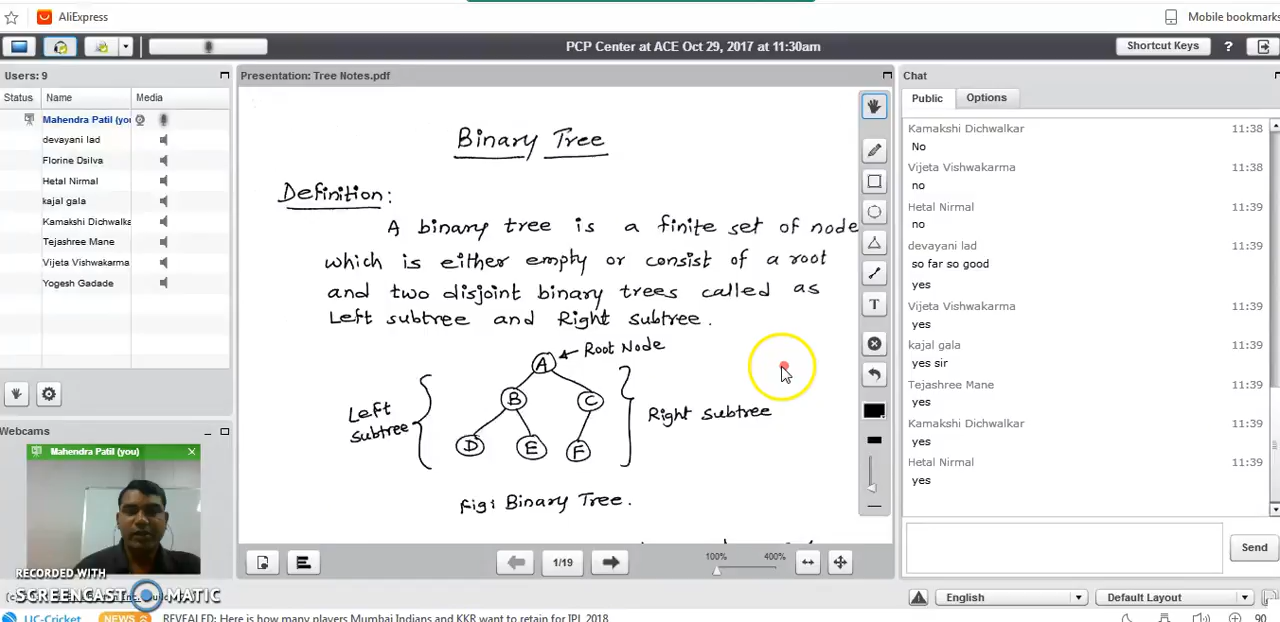 AliExpress
Mobile bookmarks
PCP Center at ACE Oct 29, 2017 at 11:30am
Shortcut Keys
?
Users: 9
Status Name Media
Mahendra Patil (you
devayani lad
Florine Dsilva
Hetal Nirmal
kajal gala
Kamakshi Dichwalka
Tejashree Mane
Vijeta Vishwakarma
Yogesh Gadade
Webcams
Mahendra Patil (you)
RECORDED WITH
SCREENCAST MATIC
Presentation: Tree Notes.pdf
Binary Tree
Definition:
A binary tree is a finite set of node
which is either empty or consist of a root
and two disjoint binary trees called as
Left subtree and Right subtree.
A
Root Node
B
C
D
E
F
Left
subtree
Right subtree
Fig: Binary Tree.
T
1/19
100%
400%
Chat
Public
Options
Kamakshi Dichwalkar 11:38
No
Vijeta Vishwakarma 11:38
no
Hetal Nirmal 11:39
no
devayani lad 11:39
so far so good
yes
Vijeta Vishwakarma 11:39
yes
kajal gala 11:39
yes sir
Tejashree Mane 11:39
yes
Kamakshi Dichwalkar 11:39
yes
Hetal Nirmal 11:39
yes
Send
English
Default Layout
UC-Cricket
NEWS
REVEALED: Here is how many players Mumbai Indians and KKR want to retain for IPL 2018
90